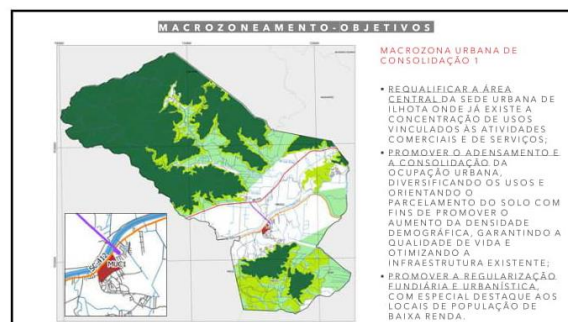 MACROZONEAMENTO-OBJETIVOS
MACROZONA URBANA DE
CONSOLIDAÇÃO 1
▪ REQUALIFICAR A ÁREA
CENTRAL DA SEDE URBANA DE
ILHOTA ONDE JÁ EXISTE A
CONCENTRAÇÃO DE USOS
VINCULADOS ÀS ATIVIDADES
COMERCIAIS E DE SERVIÇOS;
▪ PROMOVER O ADENSAMENTO E
A CONSOLIDAÇÃO DA
OCUPAÇÃO URBANA,
DIVERSIFICANDO OS USOS E
ORIENTANDO O
PARCELAMENTO DO SOLO COM
FINS DE PROMOVER O
AUMENTO DA DENSIDADE
DEMOGRÁFICA, GARANTINDO A
QUALIDADE DE VIDA E
OTIMIZANDO A
INFRAESTRUTURA EXISTENTE;
▪ PROMOVER A REGULARIZAÇÃO
FUNDIÁRIA E URBANÍSTICA,
COM ESPECIAL DESTAQUE AOS
LOCAIS DE POPULAÇÃO DE
BAIXA RENDA.
MUC1